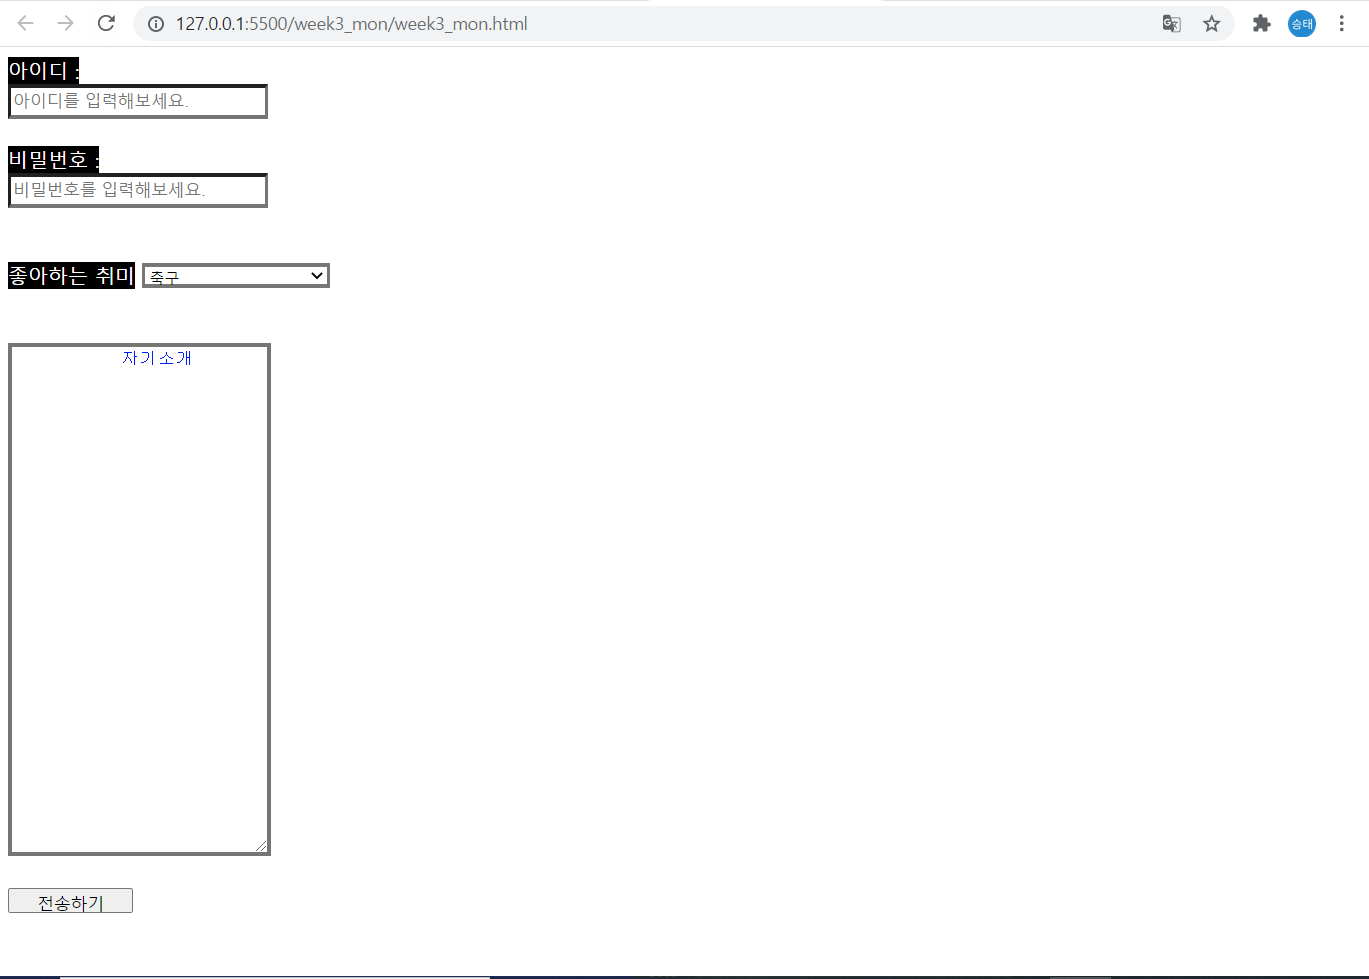 127.0.0.1:5500/week3_mon/week3_mon.html
승태
아이디 :
아이디를 입력해보세요.
비밀번호 :
비밀번호를 입력해보세요.
좋아하는 취미 축구
자기소개
전송하기